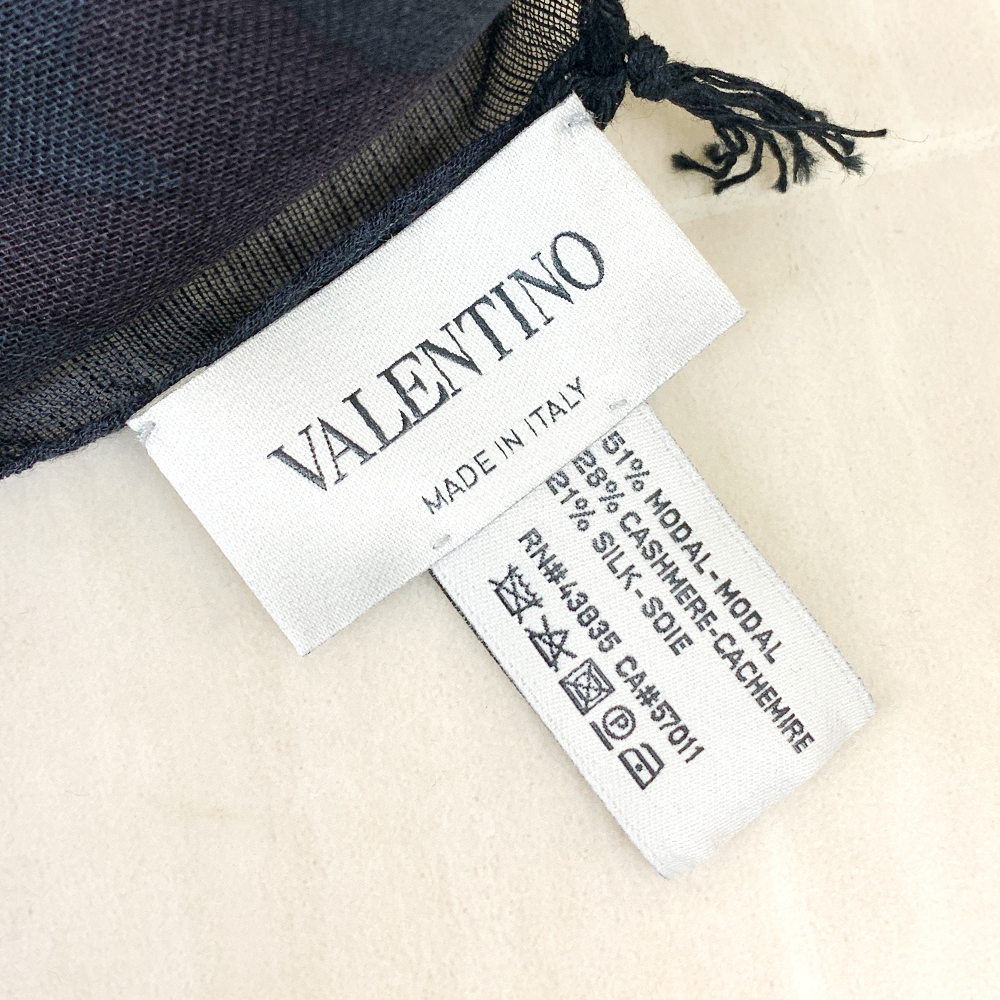 VALENTINO
MADE IN ITALY
51% MODAL-MODAL
28% CASHMERE-CACHEMIRE
21% SILK-SOIE
RN#43035 CA#57011
P